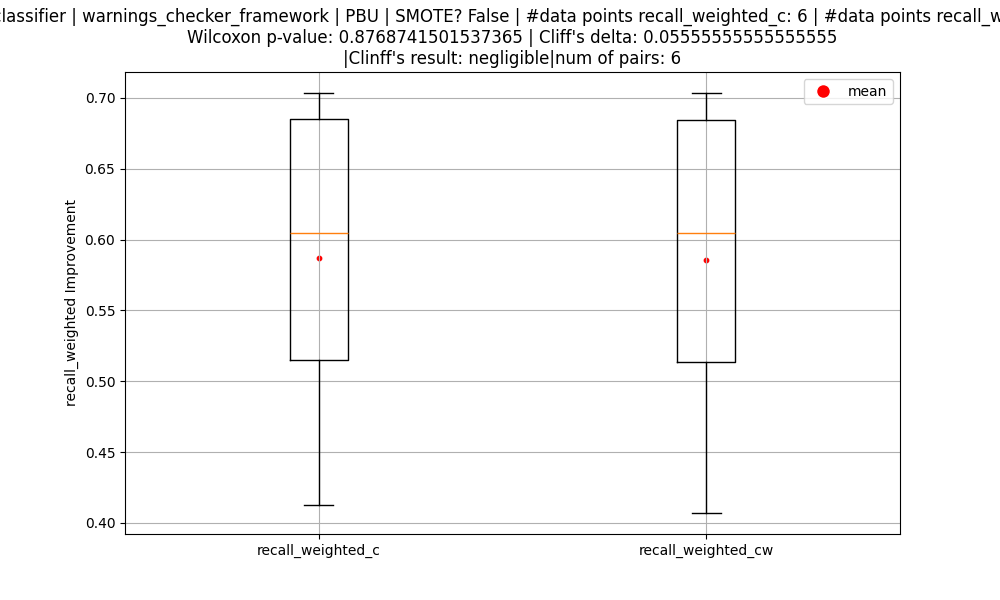 classifier | warnings_checker_framework | PBU | SMOTE? False | #data points recall_weighted_c: 6 | #data points recall_w
Wilcoxon p-value: 0.8768741501537365 | Cliff's delta: 0.05555555555555555
|Clinff's result: negligible|num of pairs: 6
mean
0.70
0.65
0.60
0.55
0.50
0.45
0.40
recall_weighted Improvement
recall_weighted_c
recall_weighted_cw